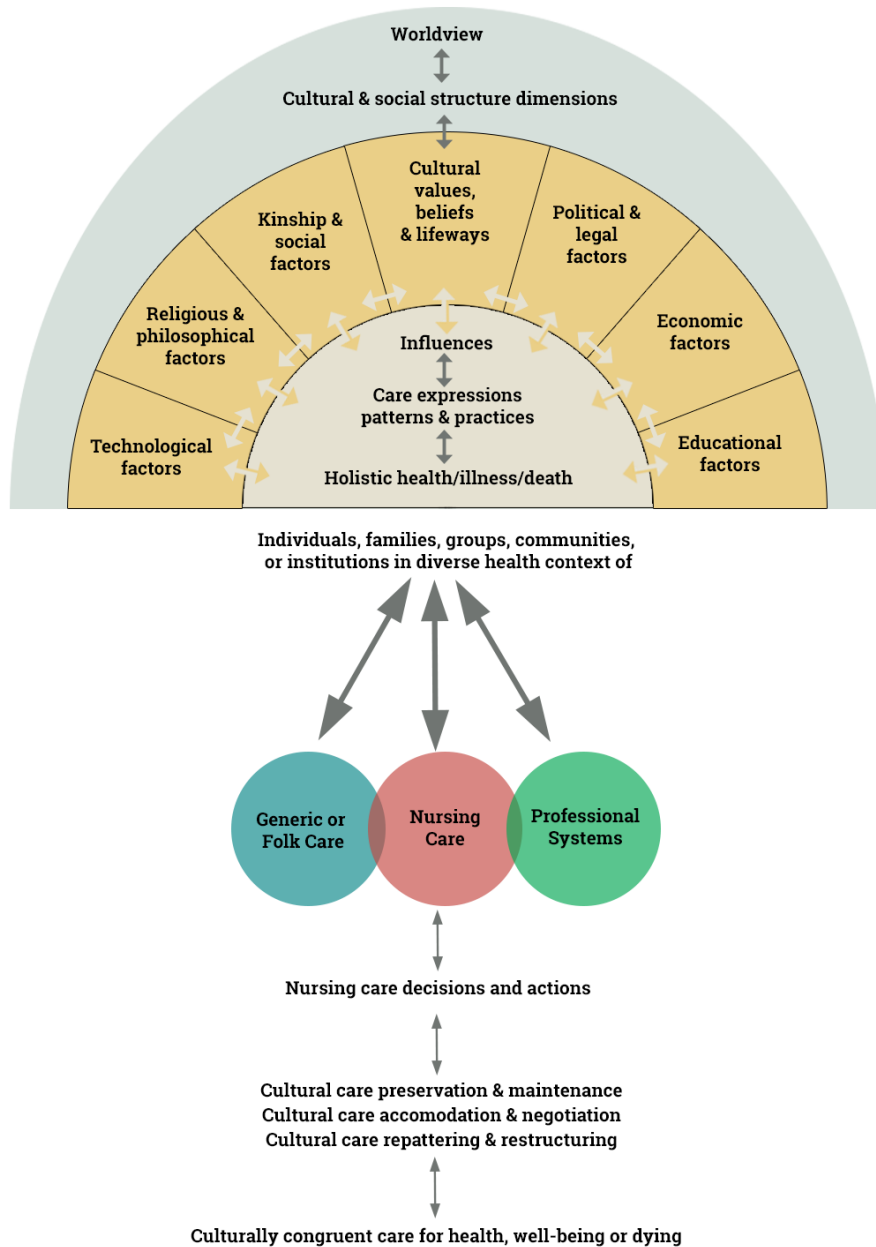 Worldview
Cultural & social structure dimensions
Cultural
values,
beliefs
& lifeways
Kinship &
social
factors
Political &
legal
factors
Religious &
philosophical
factors
Economic
factors
Technological
factors
Educational
factors
Influences
Care expressions
patterns & practices
Holistic health/illness/death
Individuals, families, groups, communities,
or institutions in diverse health context of
Generic or
Folk Care
Nursing
Care
Professional
Systems
Nursing care decisions and actions
Cultural care preservation & maintenance
Cultural care accomodation & negotiation
Cultural care repattering & restructuring
Culturally congruent care for health, well-being or dying